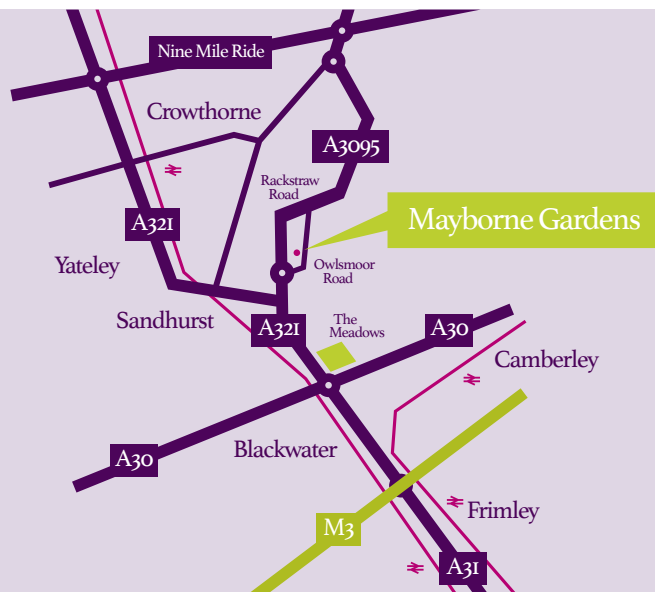 Nine Mile Ride
Crowthorne
A3095
Rackstraw
Road
Mayborne Gardens
A321
Yateley
Owlsmoor
Road
Sandhurst
A321
The
Meadows
A30
Camberley
Blackwater
A30
Frimley
M3
A31